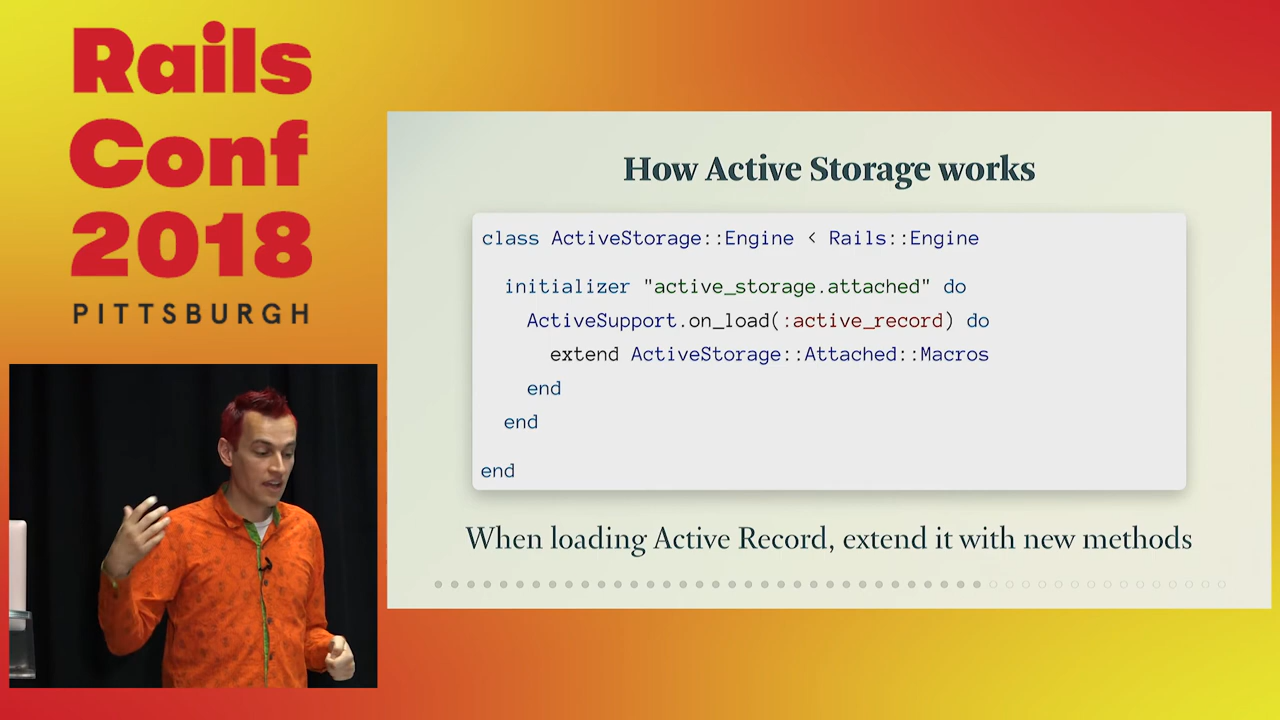 Rails
Conf
2018
PITTSBURGH
How Active Storage works
class ActiveStorage::Engine < Rails::Engine
initializer "active_storage.attached" do
ActiveSupport.on_load(:active_record) do
extend ActiveStorage::Attached::Macros
end
end
end
When loading Active Record, extend it with new methods